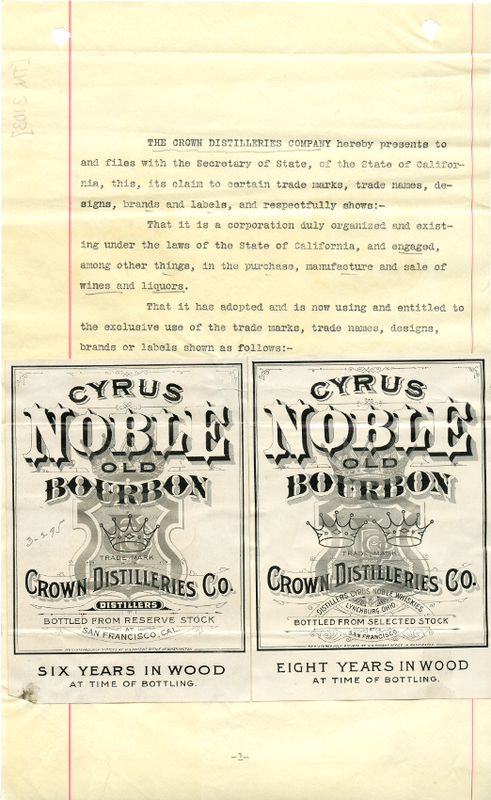 [TM 3103]
THE CROWN DISTILLERIES COMPANY hereby presents to
and files with the Secretary of State, of the State of Califor-
nia, this, its claim to certain trade marks, trade names, de-
signs, brands and labels, and respectfully shows:-
That it is a corporation duly organized and exist-
ing under the laws of the State of California, and engaged,
among other things, in the purchase, manufacture and sale of
wines and liquors.
That it has adopted and is now using and entitled to
the exclusive use of the trade marks, trade names, designs,
brands or labels shown as follows:-
CYRUS
NOBLE
OLD
BOURBON
3-2-95
TRADE MARK
CROWN DISTILLERIES CO.
DISTILLERS
BOTTLED FROM RESERVE STOCK
AT
SAN FRANCISCO, CAL.
SIX YEARS IN WOOD
AT TIME OF BOTTLING.
CYRUS
NOBLE
OLD
BOURBON
TRADE MARK
CROWN DISTILLERIES CO.
DISTILLERS CYRUS NOBLE WHISKIES
LYNCHBURG, OHIO
BOTTLED FROM SELECTED STOCK
AT
SAN FRANCISCO.
EIGHT YEARS IN WOOD
AT TIME OF BOTTLING.